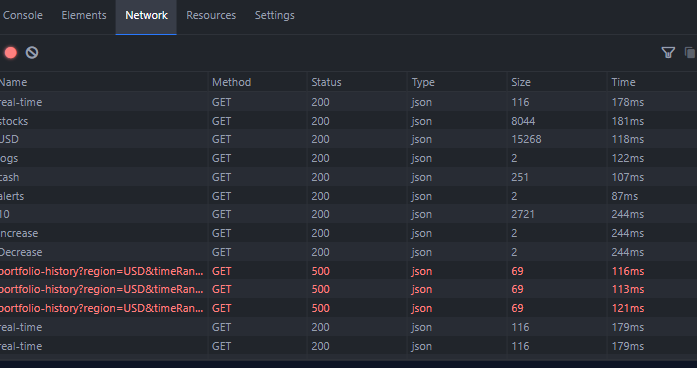 Console Elements Network Resources Settings
Name Method Status Type Size Time
real-time GET 200 json 116 178ms
stocks GET 200 json 8044 181ms
USD GET 200 json 15268 118ms
logs GET 200 json 2 122ms
cash GET 200 json 251 107ms
alerts GET 200 json 2 87ms
10 GET 200 json 2721 244ms
increase GET 200 json 2 244ms
Decrease GET 200 json 2 244ms
portfolio-history?region=USD&timeRan... GET 500 json 69 116ms
portfolio-history?region=USD&timeRan... GET 500 json 69 113ms
portfolio-history?region=USD&timeRan... GET 500 json 69 121ms
real-time GET 200 json 116 179ms
real-time GET 200 json 116 179ms